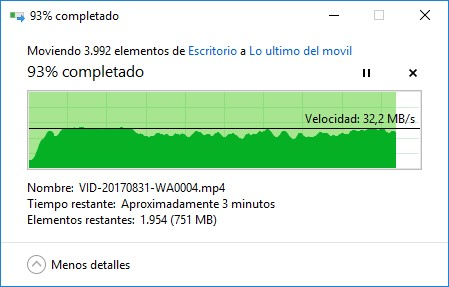 93% completado
Moviendo 3.992 elementos de Escritorio a Lo ultimo del movil
93% completado
Velocidad: 32,2 MB/s
Nombre: VID-20170831-WA0004.mp4
Tiempo restante: Aproximadamente 3 minutos
Elementos restantes: 1.954 (751 MB)
Menos detalles